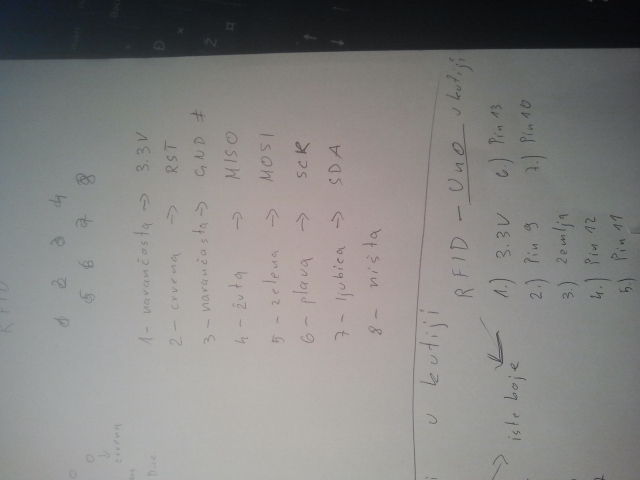 RFID
1 2 3 4
5 6 7 8
1 - narančasta → 3.3V
2 - crvena → RST
3 - narančasta → GND #
4 - žuta → MISO
5 - zelena → MOSI
6 - plava → SCK
7 - ljubica → SDA
8 - ništa
crvena
u kutiji
RFID - Uno u kutiji
1.) 3.3V 6.) Pin 13
2.) Pin 9 7.) Pin 10
3.) Zemlja
4.) Pin 12
5.) Pin 11
→ iste boje